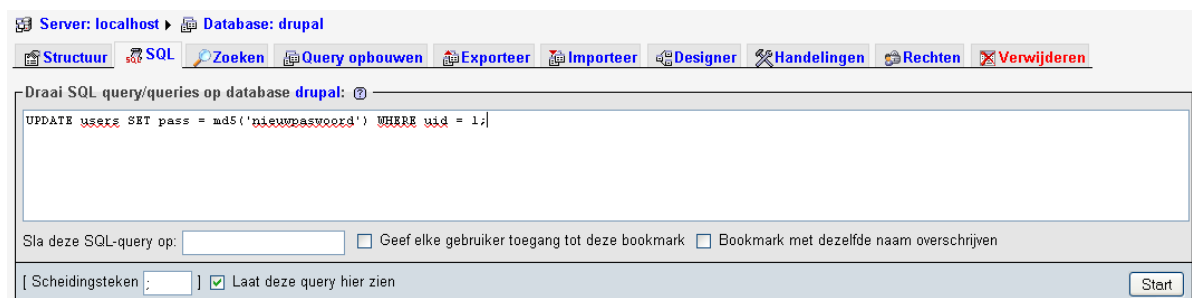 Server: localhost ▸ Database: drupal
Structuur SQL Zoeken Query opbouwen Exporteer Importeer Designer Handelingen Rechten Verwijderen
Draai SQL query/queries op database drupal:
UPDATE users SET pass = md5('nieuwpaswoord') WHERE uid = 1;
Sla deze SQL-query op: Geef elke gebruiker toegang tot deze bookmark Bookmark met dezelfde naam overschrijven
[ Scheidingsteken ; ] Laat deze query hier zien Start